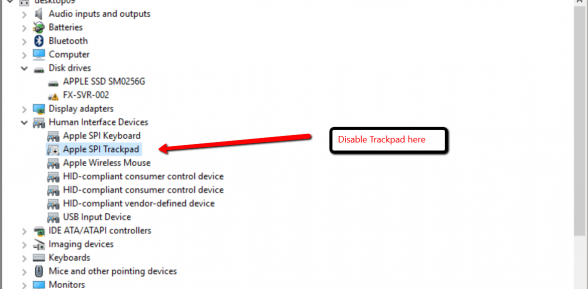 desktop09
Audio inputs and outputs
Batteries
Bluetooth
Computer
Disk drives
APPLE SSD SM0256G
FX-SVR-002
Display adapters
Human Interface Devices
Apple SPI Keyboard
Apple SPI Trackpad
Disable Trackpad here
Apple Wireless Mouse
HID-compliant consumer control device
HID-compliant consumer control device
HID-compliant vendor-defined device
USB Input Device
IDE ATA/ATAPI controllers
Imaging devices
Keyboards
Mice and other pointing devices
Monitors